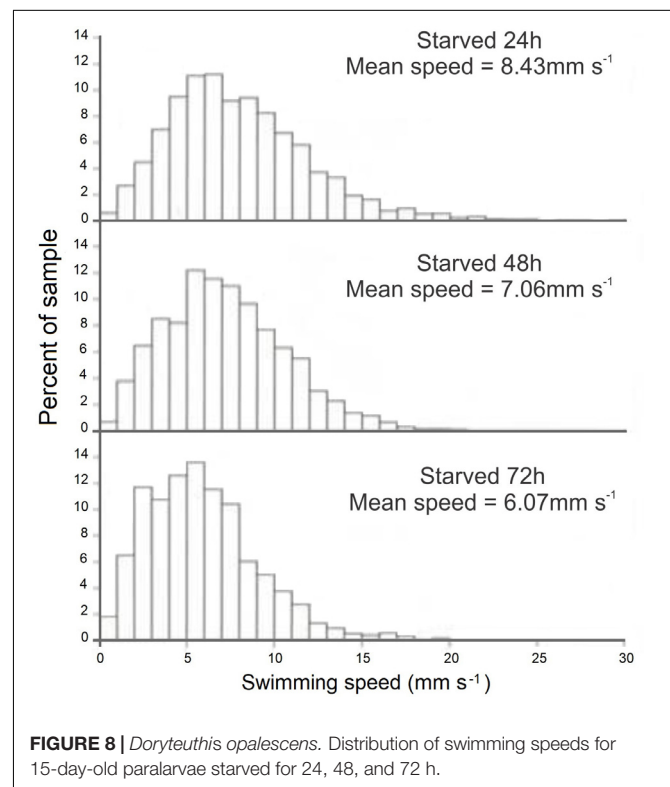 14
12
10
8
6
4
2
0
Starved 24h
Mean speed = 8.43mm s-1
14
12
10
8
6
4
2
0
Starved 48h
Mean speed = 7.06mm s-1
14
12
10
8
6
4
2
0
Starved 72h
Mean speed = 6.07mm s-1
Percent of sample
0 5 10 15 20 25 30
Swimming speed (mm s-1)
FIGURE 8 | Doryteuthis opalescens. Distribution of swimming speeds for
15-day-old paralarvae starved for 24, 48, and 72 h.